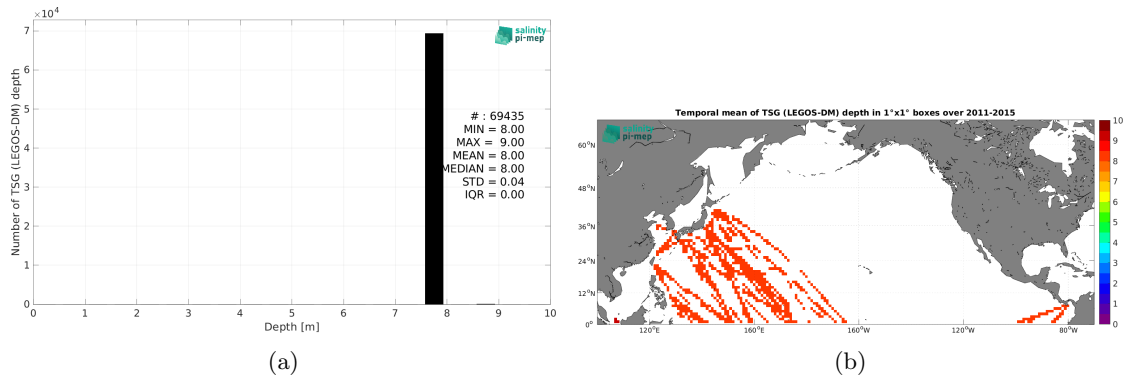 x 10⁴
7
6
5
4
3
2
1
0
Number of TSG (LEGOS-DM) depth
salinity
pi-mep
# : 69435
MIN = 8.00
MAX = 9.00
MEAN = 8.00
MEDIAN = 8.00
STD = 0.04
IQR = 0.00
0 1 2 3 4 5 6 7 8 9 10
Depth [m]
(a)
Temporal mean of TSG (LEGOS-DM) depth in 1°x1° boxes over 2011-2015
salinity
pi-mep
60°N
48°N
36°N
24°N
12°N
0°
120°E 160°E 160°W 120°W 80°W
10
9
8
7
6
5
4
3
2
1
0
(b)